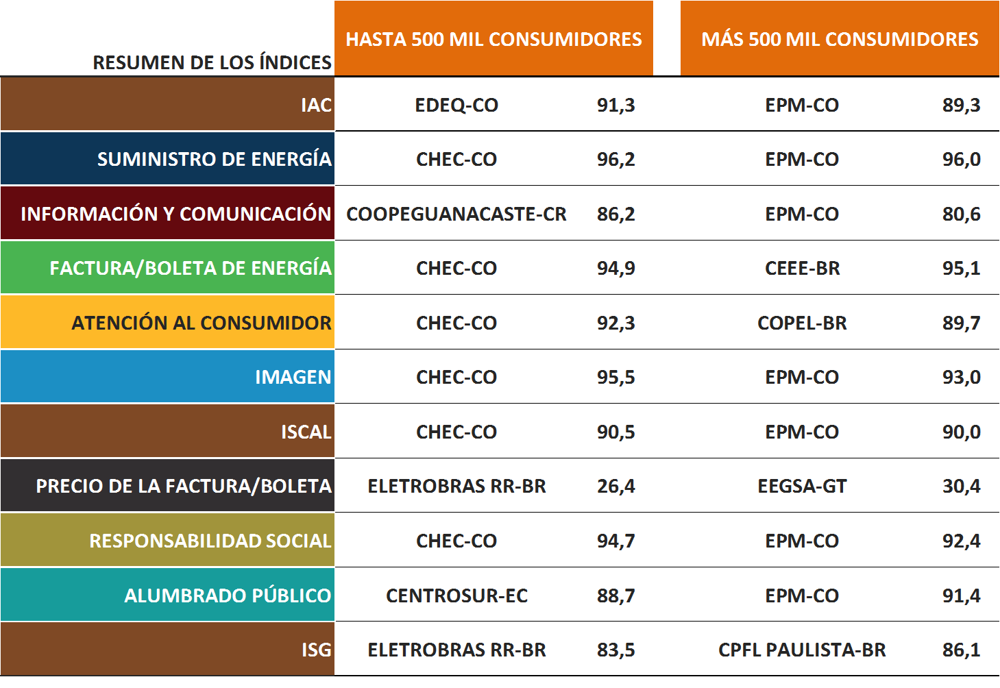 HASTA 500 MIL CONSUMIDORES MÁS 500 MIL CONSUMIDORES
RESUMEN DE LOS ÍNDICES
IAC EDEQ-CO 91,3 EPM-CO 89,3
SUMINISTRO DE ENERGÍA CHEC-CO 96,2 EPM-CO 96,0
INFORMACIÓN Y COMUNICACIÓN COOPEGUANACASTE-CR 86,2 EPM-CO 80,6
FACTURA/BOLETA DE ENERGÍA CHEC-CO 94,9 CEEE-BR 95,1
ATENCIÓN AL CONSUMIDOR CHEC-CO 92,3 COPEL-BR 89,7
IMAGEN CHEC-CO 95,5 EPM-CO 93,0
ISCAL CHEC-CO 90,5 EPM-CO 90,0
PRECIO DE LA FACTURA/BOLETA ELETROBRAS RR-BR 26,4 EEGSA-GT 30,4
RESPONSABILIDAD SOCIAL CHEC-CO 94,7 EPM-CO 92,4
ALUMBRADO PÚBLICO CENTROSUR-EC 88,7 EPM-CO 91,4
ISG ELETROBRAS RR-BR 83,5 CPFL PAULISTA-BR 86,1